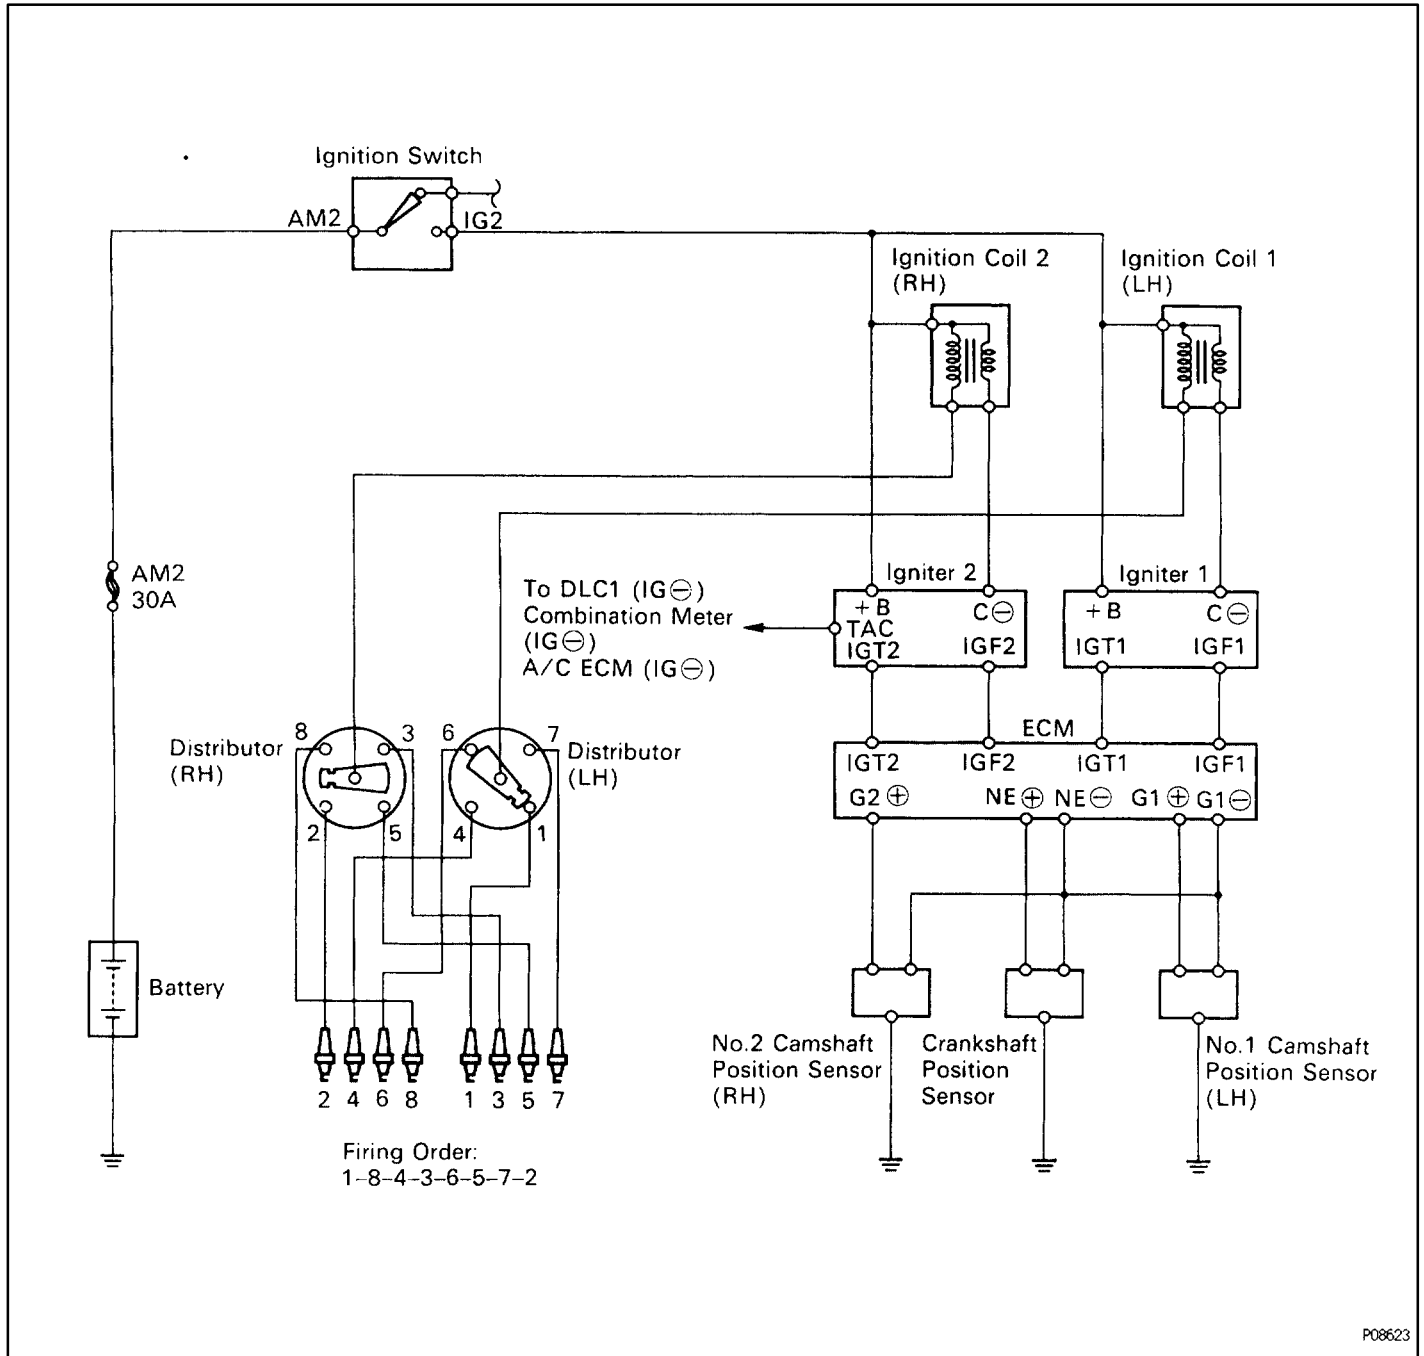 Ignition Switch
AM2
IG2
Ignition Coil 2
(RH)
Ignition Coil 1
(LH)
AM2
30A
To DLC1 (IG⊖)
Combination Meter
(IG⊖)
A/C ECM (IG⊖)
Igniter 2
+B
C⊖
TAC
IGT2
IGF2
Igniter 1
+B
C⊖
IGT1
IGF1
ECM
IGT2
IGF2
IGT1
IGF1
G2⊕
NE⊕
NE⊖
G1⊕
G1⊖
Distributor
(RH)
8
3
2
5
6
7
4
1
Distributor
(LH)
Battery
2
4
6
8
1
3
5
7
Firing Order:
1-8-4-3-6-5-7-2
No.2 Camshaft
Position Sensor
(RH)
Crankshaft
Position
Sensor
No.1 Camshaft
Position Sensor
(LH)
P08623